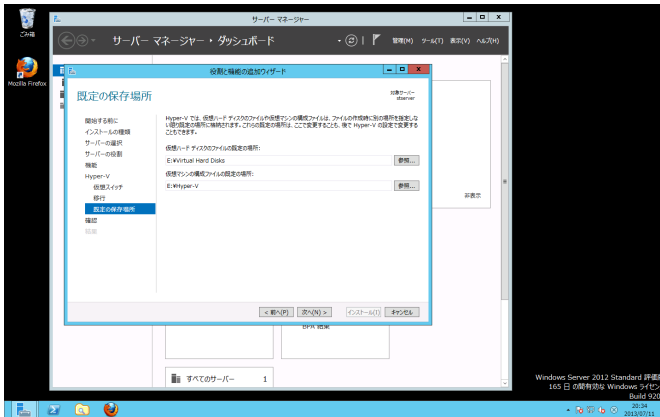 ごみ箱
Mozilla Firefox
サーバー マネージャー
サーバー マネージャー・ダッシュボード
管理(M) ツール(T) 表示(V) ヘルプ(H)
役割と機能の追加ウィザード
既定の保存場所
対象サーバー
開始する前に
インストールの種類
サーバーの選択
サーバーの役割
機能
Hyper-V
仮想スイッチ
移行
既定の保存場所
確認
結果
Hyper-V では、仮想ハード ディスクのファイルや仮想マシンの構成ファイルは、ファイルの作成時に別の場所を指定しな
い限り既定の場所に格納されます。これらの既定の場所は、ここで変更することも、後で Hyper-V の設定で変更する
こともできます。
仮想ハード ディスクのファイルの既定の場所:
E:¥Virtual Hard Disks
参照...
仮想マシンの構成ファイルの既定の場所:
E:¥Hyper-V
参照...
< 前へ(P) 次へ(N) > インストール(I) キャンセル
非表示
BPA 結果
すべてのサーバー 1
Windows Server 2012 Standard 評価
165 日 の間有効な Windows ライセン
Build 920
20:34
2013/07/11